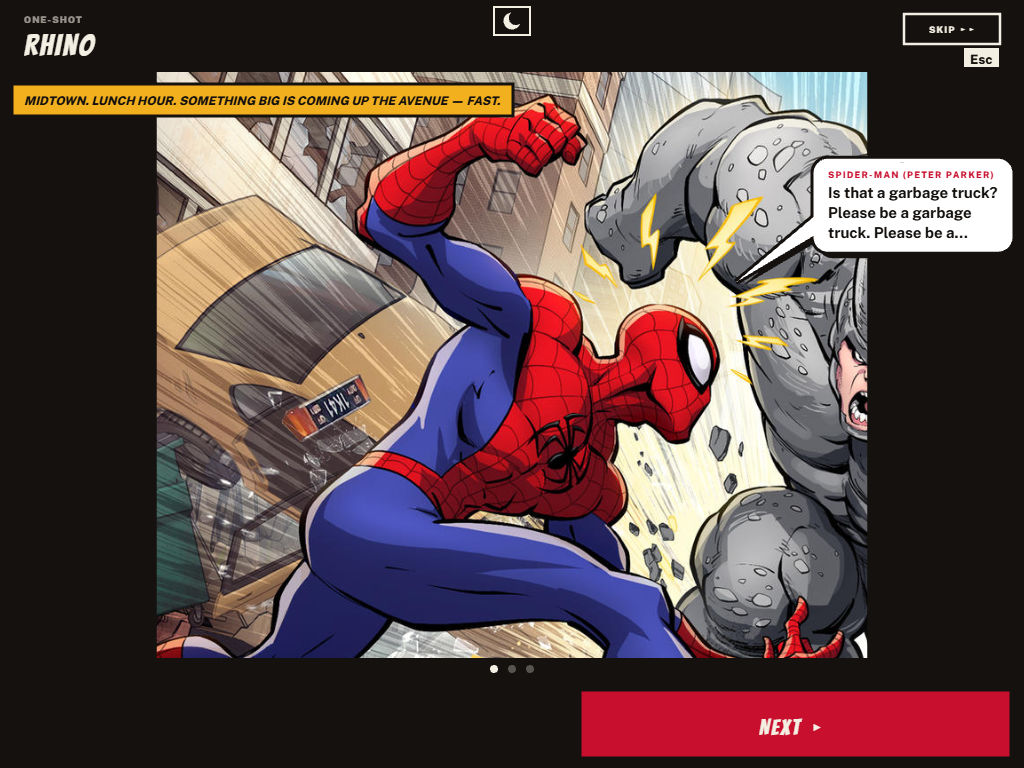 ONE-SHOT
RHINO
SKIP
Esc
MIDTOWN. LUNCH HOUR. SOMETHING BIG IS COMING UP THE AVENUE — FAST.
SPIDER-MAN (PETER PARKER)
Is that a garbage truck?
Please be a garbage
truck. Please be a...
NEXT